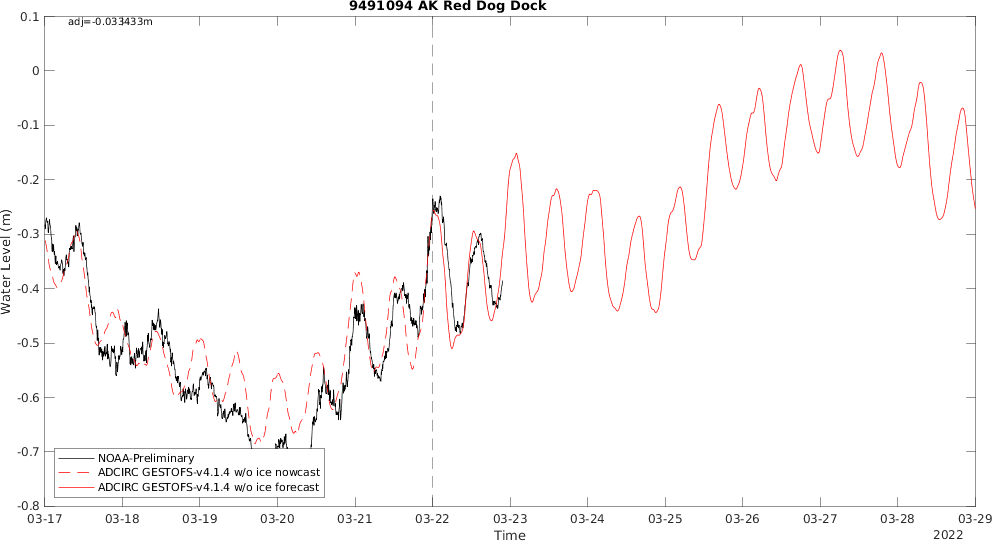 9491094 AK Red Dog Dock
adj=-0.033433m
0.1
0
-0.1
-0.2
-0.3
-0.4
-0.5
-0.6
-0.7
-0.8
Water Level (m)
NOAA-Preliminary
ADCIRC GESTOFS-v4.1.4 w/o ice nowcast
ADCIRC GESTOFS-v4.1.4 w/o ice forecast
03-17 03-18 03-19 03-20 03-21 03-22 03-23 03-24 03-25 03-26 03-27 03-28 03-29
Time
2022